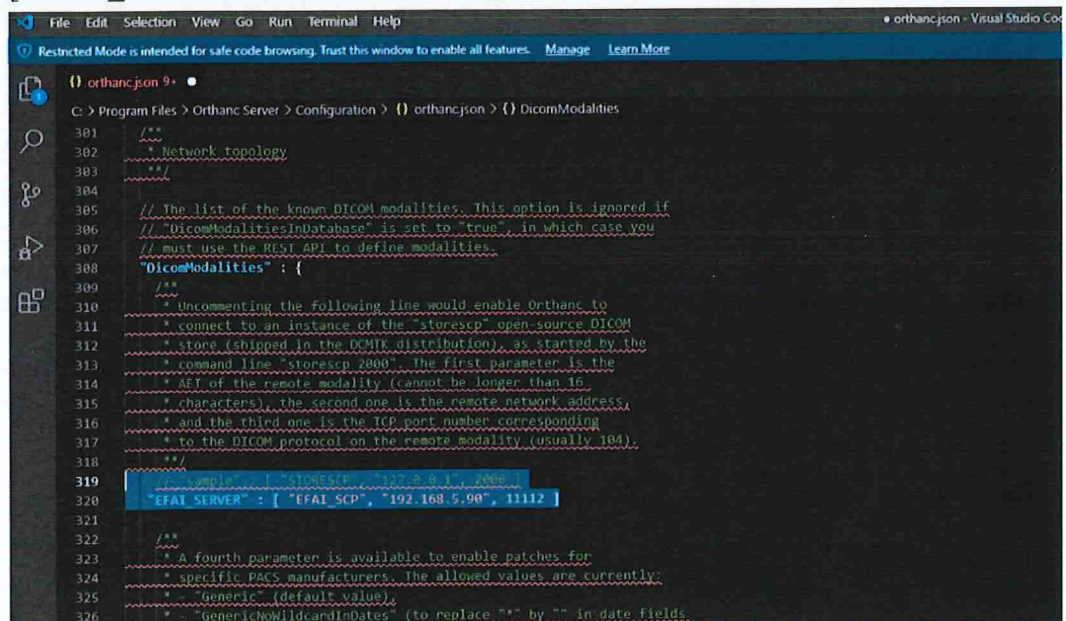 File Edit Selection View Go Run Terminal Help
● orthanc.json - Visual Studio Co
Restricted Mode is intended for safe code browsing. Trust this window to enable all features. Manage Learn More
{} orthanc.json 9+ ●
C: > Program Files > Orthanc Server > Configuration > {} orthanc.json > {} DicomModalities
301 /**
302 * Network topology
303 **/
304
305 // The list of the known DICOM modalities. This option is ignored if
306 // "DicomModalitiesInDatabase" is set to "true", in which case you
307 // must use the REST API to define modalities.
308 "DicomModalities" : {
309 /**
310 * Uncommenting the following line would enable Orthanc to
311 * connect to an instance of the "storescp" open-source DICOM
312 * store (shipped in the DCMTK distribution), as started by the
313 * command line "storescp 2000". The first parameter is the
314 * AET of the remote modality (cannot be longer than 16
315 * characters), the second one is the remote network address,
316 * and the third one is the TCP port number corresponding
317 * to the DICOM protocol on the remote modality (usually 104).
318 **/
319 // "sample" : [ "STORESCP", "127.0.0.1", 2000 ]
320 "EFAI_SERVER" : [ "EFAI_SCP", "192.168.5.90", 11112 ]
321
322 /**
323 * A fourth parameter is available to enable patches for
324 * specific PACS manufacturers. The allowed values are currently:
325 * - "Generic" (default value),
326 * - "GenericNoWildcardInDates" (to replace "*" by "" in date fields